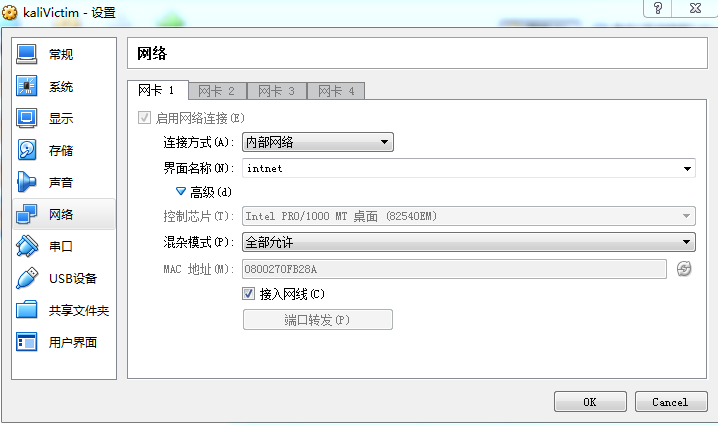 kaliVictim - 设置
常规
系统
显示
存储
声音
网络
串口
USB设备
共享文件夹
用户界面
网络
网卡 1 网卡 2 网卡 3 网卡 4
启用网络连接(E)
连接方式(A): 内部网络
界面名称(N): intnet
高级(d)
控制芯片(T): Intel PRO/1000 MT 桌面 (82540EM)
混杂模式(P): 全部允许
MAC 地址(M): 0800270FB28A
接入网线(C)
端口转发(P)
OK Cancel